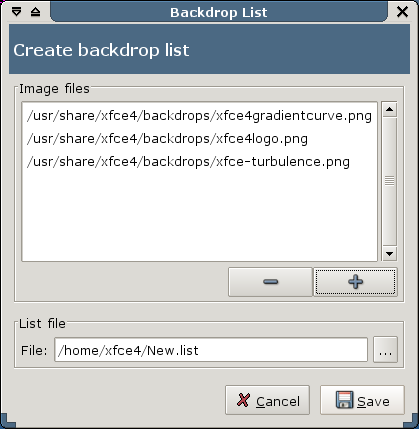 Backdrop List
Create backdrop list
Image files
/usr/share/xfce4/backdrops/xfce4gradientcurve.png
/usr/share/xfce4/backdrops/xfce4logo.png
/usr/share/xfce4/backdrops/xfce-turbulence.png
List file
File: /home/xfce4/New.list ...
Cancel Save